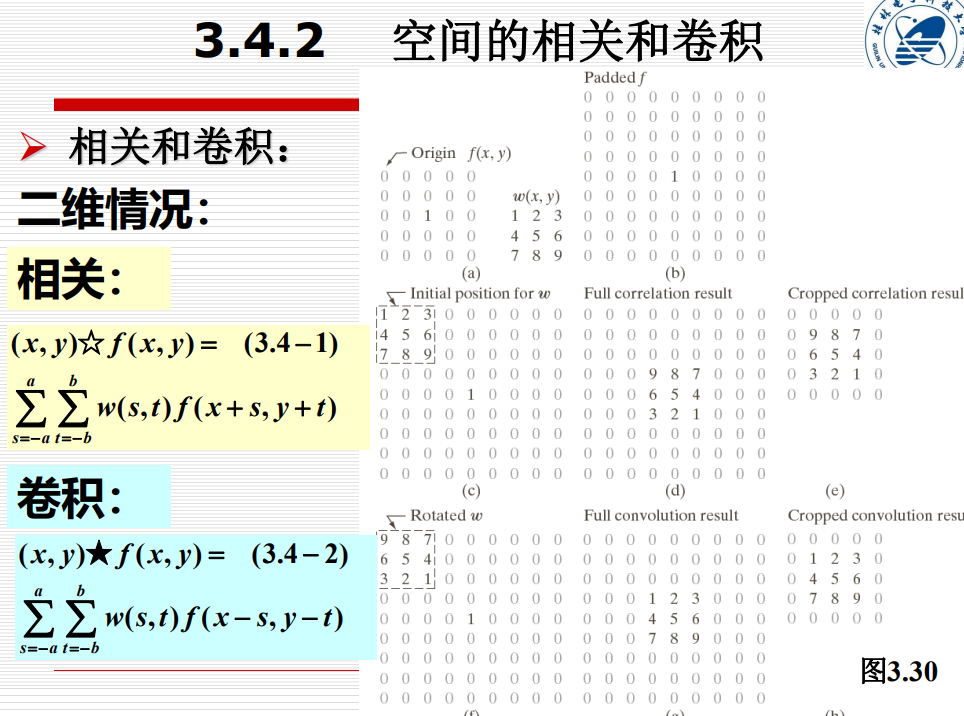 3.4.2 空间的相关和卷积
相关和卷积：
二维情况：
相关：
(x, y)☆f(x, y) = (3.4－1)
a b
∑ ∑ w(s,t) f(x+s, y+t)
s=−a t=−b
卷积：
(x, y)★f(x, y) = (3.4－2)
a b
∑ ∑ w(s,t) f(x−s, y−t)
s=−a t=−b
Origin f(x, y)
0 0 0 0 0
0 0 0 0 0
0 0 1 0 0
0 0 0 0 0
0 0 0 0 0
w(x, y)
1 2 3
4 5 6
7 8 9
(a)
Padded f
0 0 0 0 0 0 0 0 0
0 0 0 0 0 0 0 0 0
0 0 0 0 0 0 0 0 0
0 0 0 0 0 0 0 0 0
0 0 0 0 1 0 0 0 0
0 0 0 0 0 0 0 0 0
0 0 0 0 0 0 0 0 0
0 0 0 0 0 0 0 0 0
0 0 0 0 0 0 0 0 0
(b)
Initial position for w
1 2 3 0 0 0 0 0 0
4 5 6 0 0 0 0 0 0
7 8 9 0 0 0 0 0 0
0 0 0 0 0 0 0 0 0
0 0 0 0 1 0 0 0 0
0 0 0 0 0 0 0 0 0
0 0 0 0 0 0 0 0 0
0 0 0 0 0 0 0 0 0
0 0 0 0 0 0 0 0 0
(c)
Full correlation result
0 0 0 0 0 0 0 0 0
0 0 0 0 0 0 0 0 0
0 0 0 0 0 0 0 0 0
0 0 0 9 8 7 0 0 0
0 0 0 6 5 4 0 0 0
0 0 0 3 2 1 0 0 0
0 0 0 0 0 0 0 0 0
0 0 0 0 0 0 0 0 0
0 0 0 0 0 0 0 0 0
(d)
Cropped correlation resul
0 0 0 0 0
0 9 8 7 0
0 6 5 4 0
0 3 2 1 0
0 0 0 0 0
(e)
Rotated w
9 8 7 0 0 0 0 0 0
6 5 4 0 0 0 0 0 0
3 2 1 0 0 0 0 0 0
0 0 0 0 0 0 0 0 0
0 0 0 0 1 0 0 0 0
0 0 0 0 0 0 0 0 0
0 0 0 0 0 0 0 0 0
0 0 0 0 0 0 0 0 0
0 0 0 0 0 0 0 0 0
(f)
Full convolution result
0 0 0 0 0 0 0 0 0
0 0 0 0 0 0 0 0 0
0 0 0 0 0 0 0 0 0
0 0 0 1 2 3 0 0 0
0 0 0 4 5 6 0 0 0
0 0 0 7 8 9 0 0 0
0 0 0 0 0 0 0 0 0
0 0 0 0 0 0 0 0 0
0 0 0 0 0 0 0 0 0
(g)
Cropped convolution resu
0 0 0 0 0
0 1 2 3 0
0 4 5 6 0
0 7 8 9 0
0 0 0 0 0
(h)
图3.30